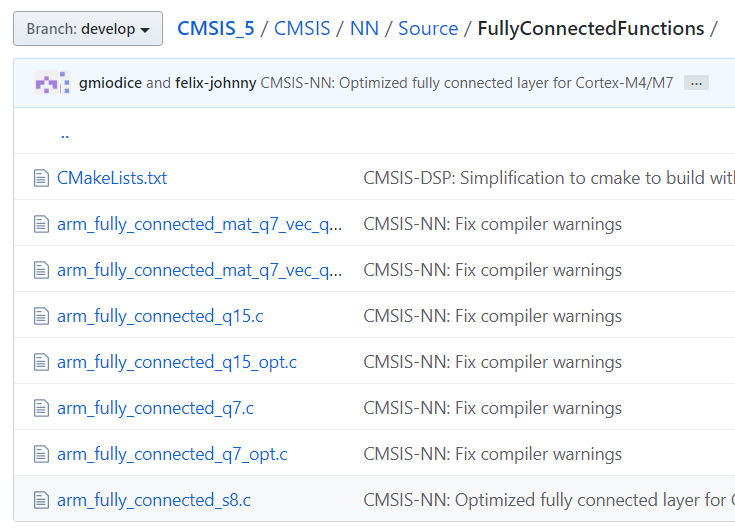 Branch: develop CMSIS_5 / CMSIS / NN / Source / FullyConnectedFunctions /
gmiodice and felix-johnny CMSIS-NN: Optimized fully connected layer for Cortex-M4/M7 ...
..
CMakeLists.txt CMSIS-DSP: Simplification to cmake to build wit
arm_fully_connected_mat_q7_vec_q... CMSIS-NN: Fix compiler warnings
arm_fully_connected_mat_q7_vec_q... CMSIS-NN: Fix compiler warnings
arm_fully_connected_q15.c CMSIS-NN: Fix compiler warnings
arm_fully_connected_q15_opt.c CMSIS-NN: Fix compiler warnings
arm_fully_connected_q7.c CMSIS-NN: Fix compiler warnings
arm_fully_connected_q7_opt.c CMSIS-NN: Fix compiler warnings
arm_fully_connected_s8.c CMSIS-NN: Optimized fully connected layer for